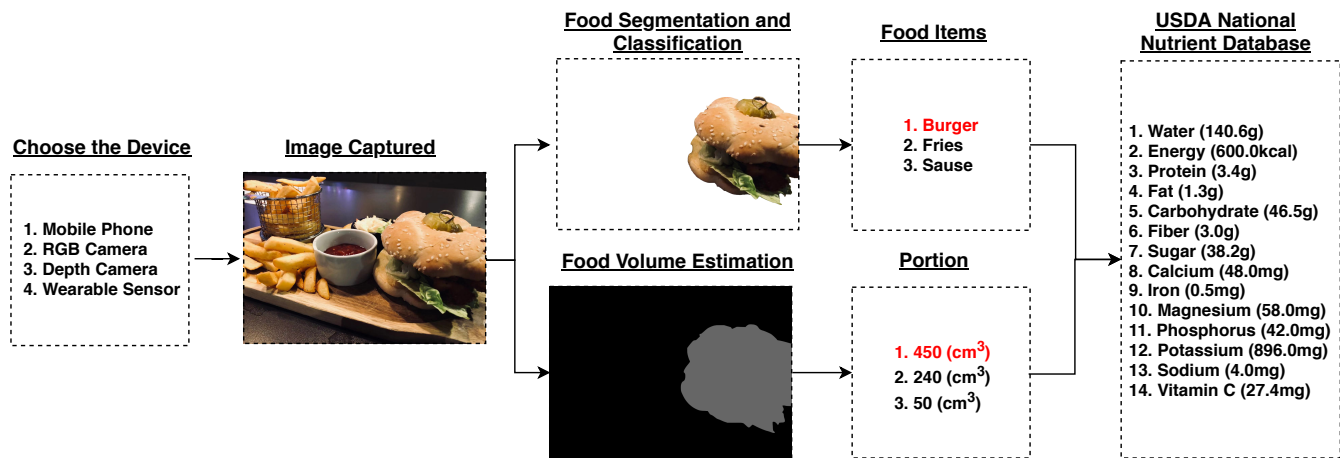 Choose the Device
1. Mobile Phone
2. RGB Camera
3. Depth Camera
4. Wearable Sensor
Image Captured
Food Segmentation and
Classification
Food Volume Estimation
Food Items
1. Burger
2. Fries
3. Sause
Portion
1. 450 (cm³)
2. 240 (cm³)
3. 50 (cm³)
USDA National
Nutrient Database
1. Water (140.6g)
2. Energy (600.0kcal)
3. Protein (3.4g)
4. Fat (1.3g)
5. Carbohydrate (46.5g)
6. Fiber (3.0g)
7. Sugar (38.2g)
8. Calcium (48.0mg)
9. Iron (0.5mg)
10. Magnesium (58.0mg)
11. Phosphorus (42.0mg)
12. Potassium (896.0mg)
13. Sodium (4.0mg)
14. Vitamin C (27.4mg)